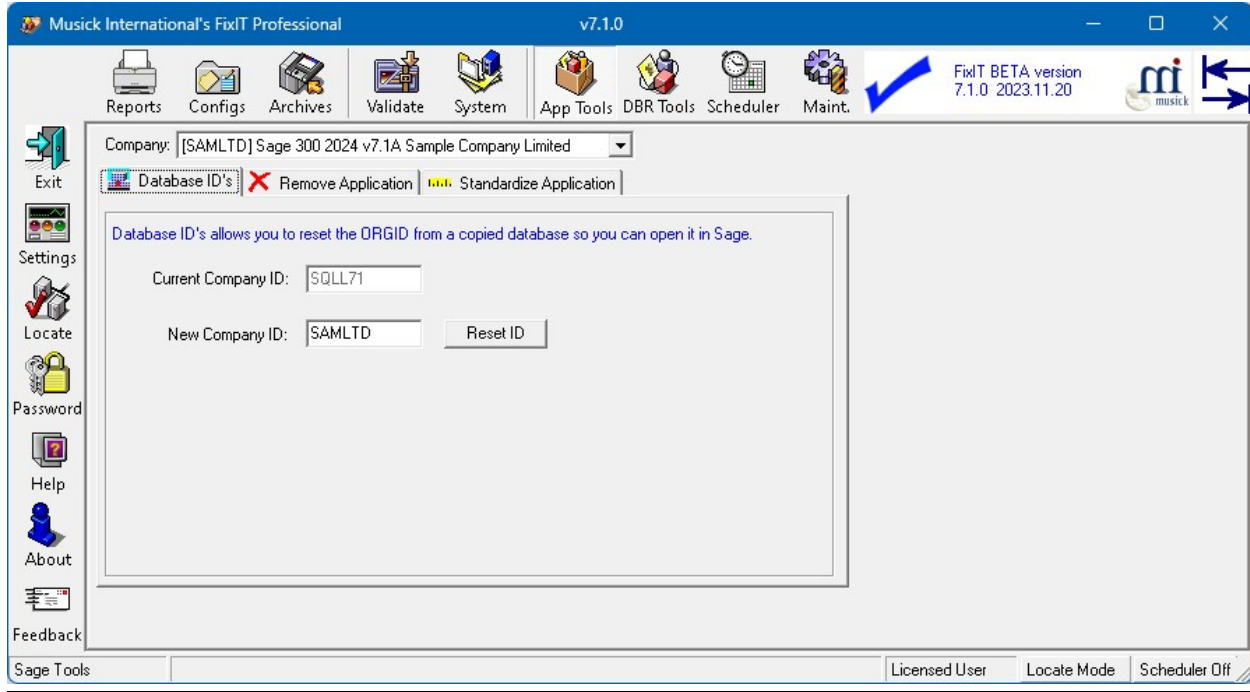 Musick International's FixIT Professional v7.1.0
Reports Configs Archives Validate System App Tools DBR Tools Scheduler Maint.
FixIT BETA version
7.1.0 2023.11.20
mi
musick
Exit
Settings
Locate
Password
Help
About
Feedback
Company: [SAMLTD] Sage 300 2024 v7.1A Sample Company Limited
Database ID's Remove Application Standardize Application
Database ID's allows you to reset the ORGID from a copied database so you can open it in Sage.
Current Company ID: SQLL71
New Company ID: SAMLTD Reset ID
Sage Tools Licensed User Locate Mode Scheduler Off